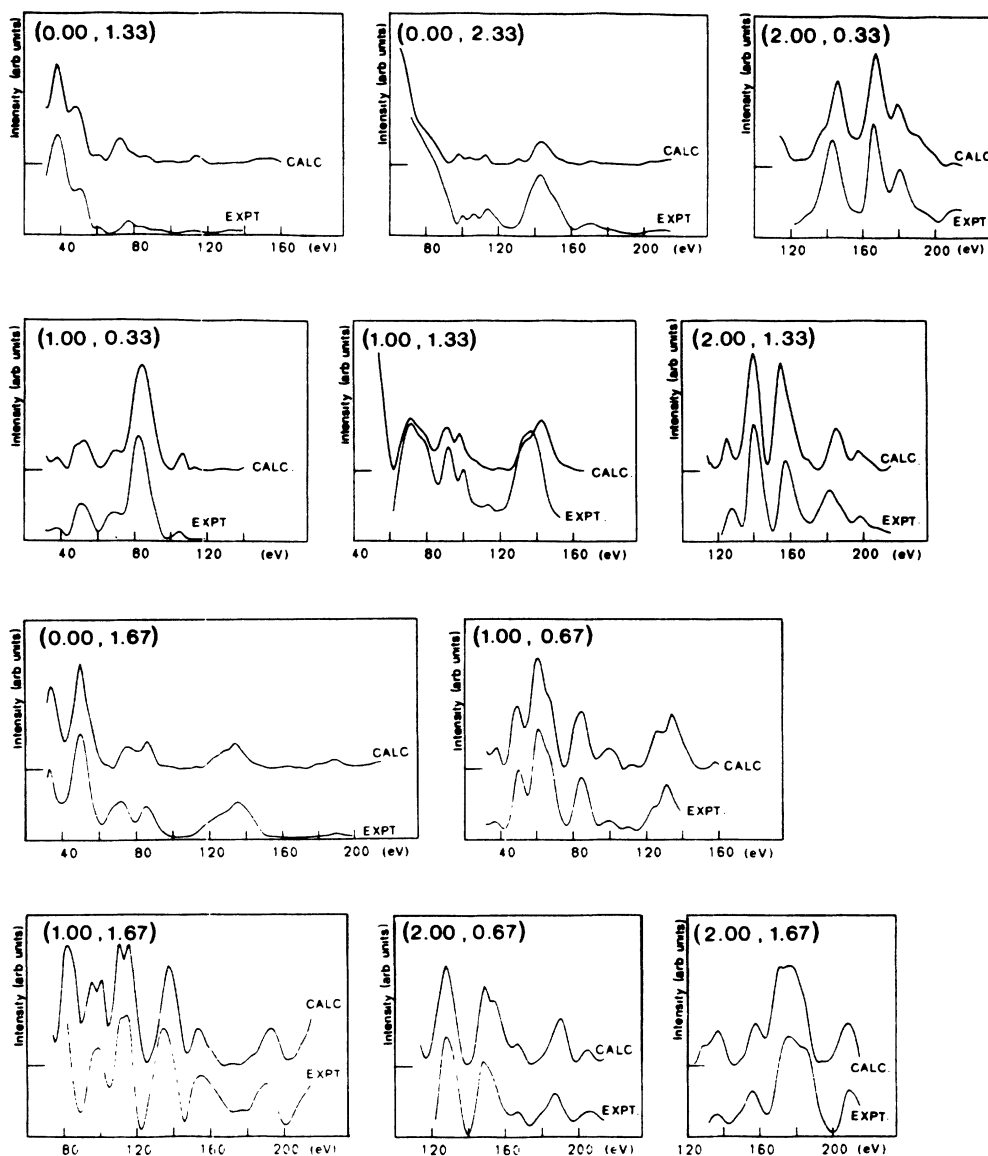 (0.00 , 1.33)
Intensity (arb units)
CALC
EXPT
40 80 120 160 (eV)
(0.00 , 2.33)
Intensity (arb units)
CALC
EXPT
80 120 160 200 (eV)
(2.00 , 0.33)
Intensity (arb units)
CALC
EXPT
120 160 200 (eV)
(1.00 , 0.33)
Intensity (arb units)
CALC.
EXPT
40 80 120 (eV)
(1.00 , 1.33)
Intensity (arb units)
CALC.
EXPT.
40 80 120 160 (eV)
(2.00 , 1.33)
Intensity (arb units)
CALC
EXPT
120 160 200 (eV)
(0.00 , 1.67)
Intensity (arb units)
CALC
EXPT
40 80 120 160 200 (eV)
(1.00 , 0.67)
Intensity (arb units)
CALC
EXPT
40 80 120 160 (eV)
(1.00 , 1.67)
Intensity (arb units)
CALC
EXPT
80 120 160 200 (eV)
(2.00 , 0.67)
Intensity (arb units)
CALC
EXPT
120 160 200 (eV)
(2.00 , 1.67)
Intensity (arb units)
CALC.
EXPT.
120 160 200 (eV)